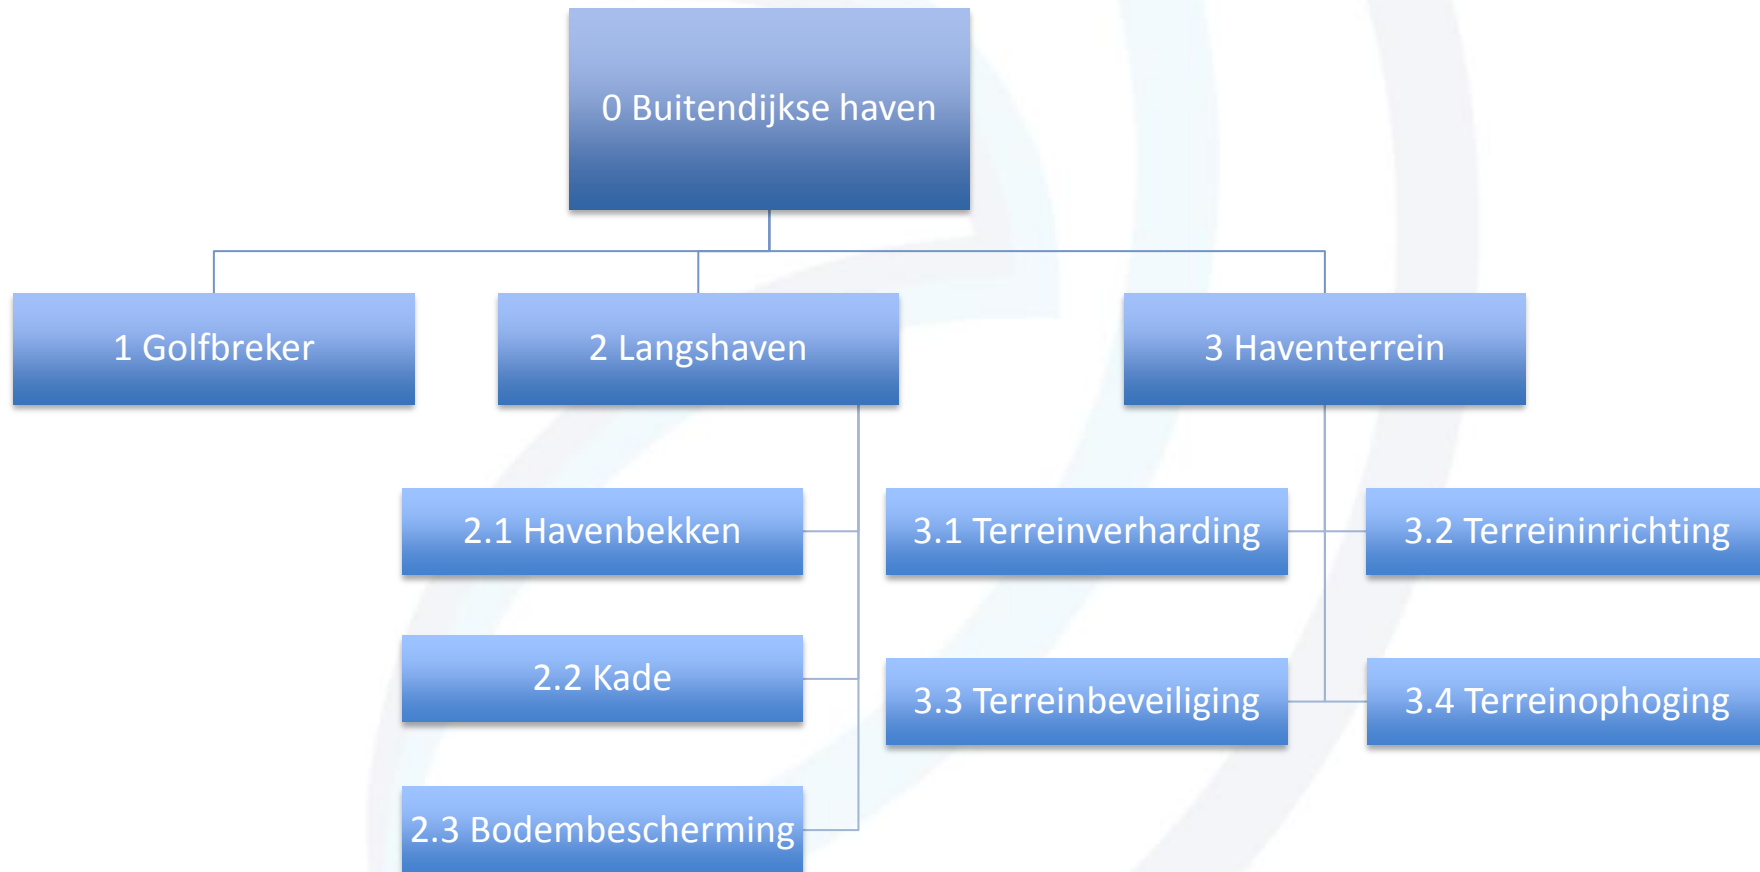 0 Buitendijkse haven
1 Golfbreker
2 Langshaven
3 Haventerrein
2.1 Havenbekken
3.1 Terreinverharding
3.2 Terreininrichting
2.2 Kade
3.3 Terreinbeveiliging
3.4 Terreinophoging
2.3 Bodembescherming